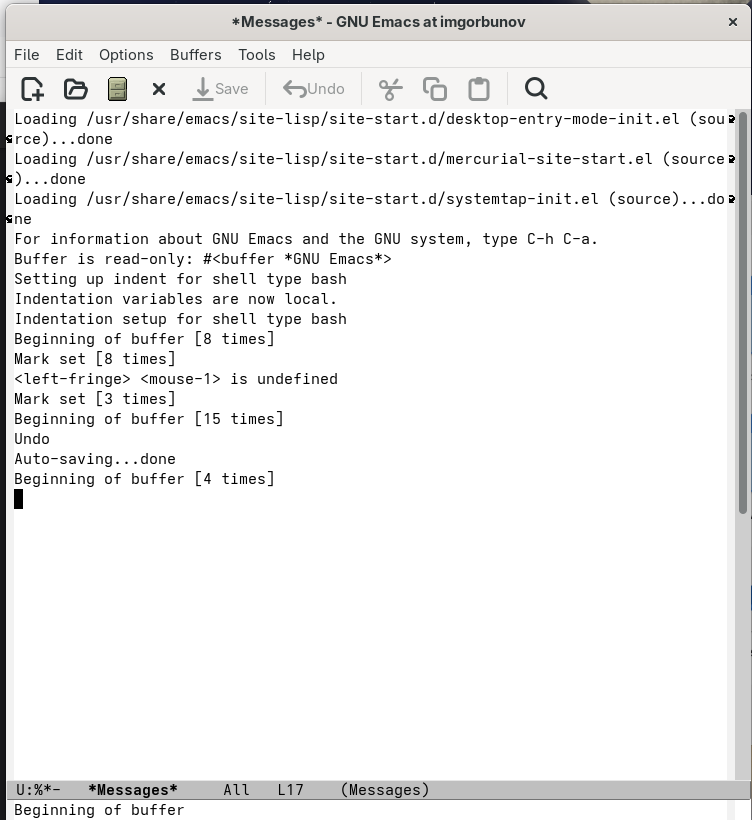 *Messages* - GNU Emacs at imgorbunov
File Edit Options Buffers Tools Help
Save Undo
Loading /usr/share/emacs/site-lisp/site-start.d/desktop-entry-mode-init.el (sou
rce)...done
Loading /usr/share/emacs/site-lisp/site-start.d/mercurial-site-start.el (source
)...done
Loading /usr/share/emacs/site-lisp/site-start.d/systemtap-init.el (source)...do
ne
For information about GNU Emacs and the GNU system, type C-h C-a.
Buffer is read-only: #<buffer *GNU Emacs*>
Setting up indent for shell type bash
Indentation variables are now local.
Indentation setup for shell type bash
Beginning of buffer [8 times]
Mark set [8 times]
<left-fringe> <mouse-1> is undefined
Mark set [3 times]
Beginning of buffer [15 times]
Undo
Auto-saving...done
Beginning of buffer [4 times]
U:%*- *Messages* All L17 (Messages)
Beginning of buffer